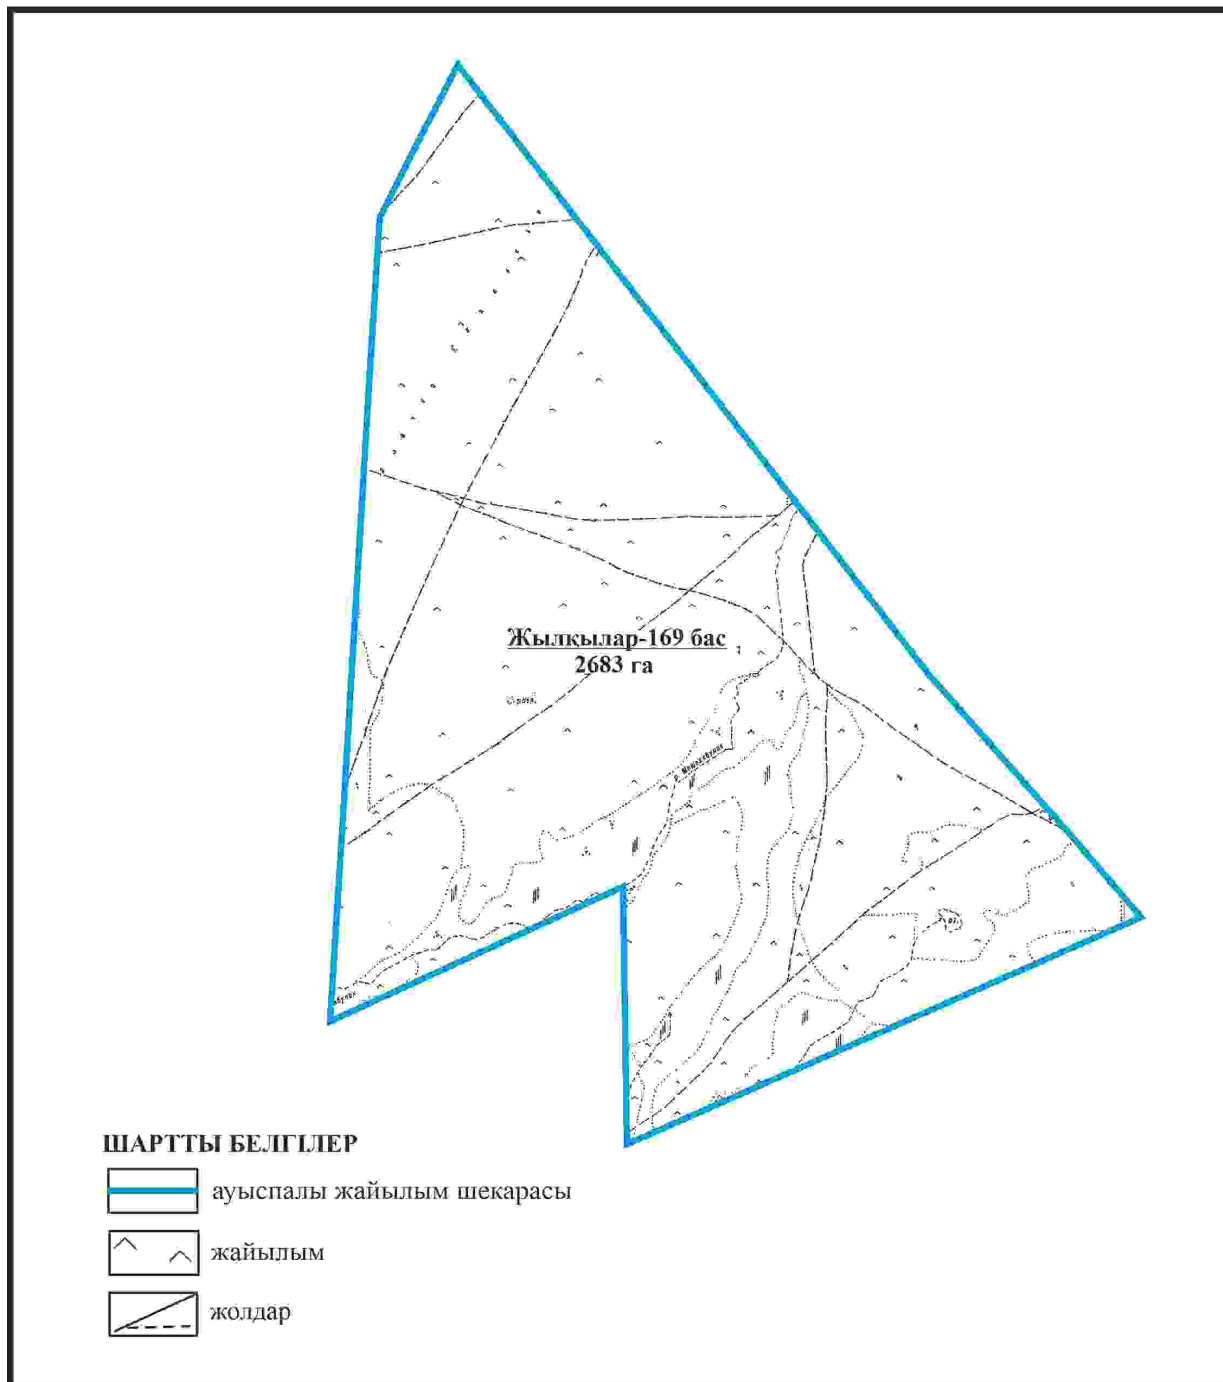 Жылқылар-169 бас
2683 га
ШАРТТЫ БЕЛГІЛЕР
ауыспалы жайылым шекарасы
жайылым
жолдар